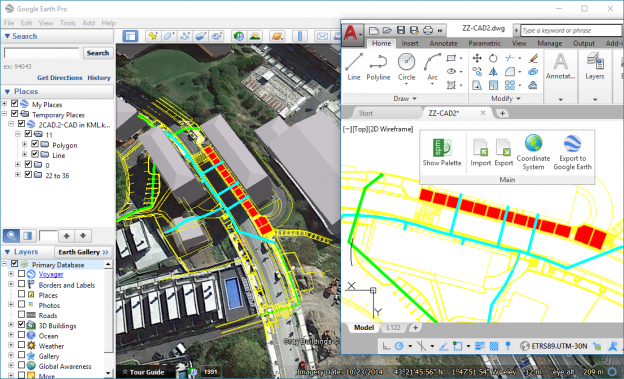 Google Earth Pro
File Edit View Tools Add Help
Search
Search
ex: 94043
Get Directions History
Places
My Places
Temporary Places
2CAD.2-CAD in KML.k...
11
Polygon
Line
0
22 to 36
Layers
Earth Gallery >>
Primary Database
Voyager
Borders and Labels
Places
Photos
Roads
3D Buildings
Ocean
Weather
Gallery
Global Awareness
More
Tour Guide
1991
Gray Buildings
Imagery Date: 10/23/2014 43°21'45.56" N 1°47'51.54" W elev 12 m eye alt 209 m
ZZ-CAD2.dwg
Type a keyword or phrase
Home Insert Annotate Parametric View Manage Output Add-i
Line Polyline Circle Arc
Draw
Modify
Annotat...
Layers
Start ZZ-CAD2*
[−][Top][2D Wireframe]
spm
Show Palette
Import
Export
Coordinate System
Export to Google Earth
Main
X
Y
Model L122 +
ETRS89.UTM-30N